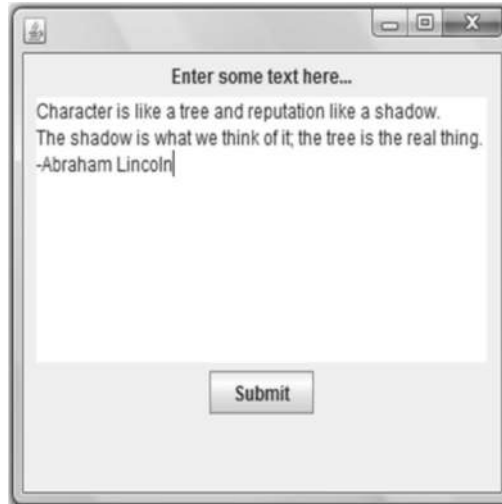 Enter some text here...
Character is like a tree and reputation like a shadow.
The shadow is what we think of it; the tree is the real thing.
-Abraham Lincoln
Submit